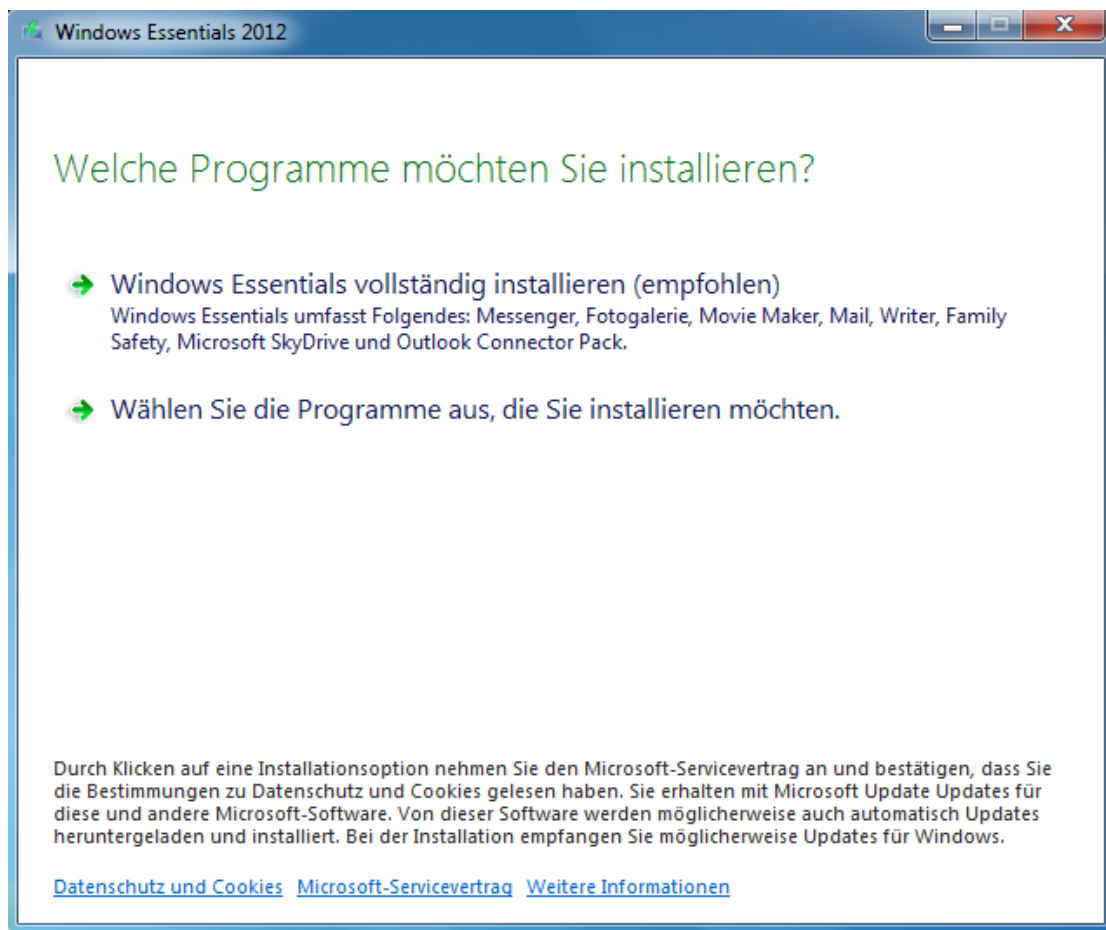 Windows Essentials 2012
Welche Programme möchten Sie installieren?
Windows Essentials vollständig installieren (empfohlen)
Windows Essentials umfasst Folgendes: Messenger, Fotogalerie, Movie Maker, Mail, Writer, Family
Safety, Microsoft SkyDrive und Outlook Connector Pack.
Wählen Sie die Programme aus, die Sie installieren möchten.
Durch Klicken auf eine Installationsoption nehmen Sie den Microsoft-Servicevertrag an und bestätigen, dass Sie
die Bestimmungen zu Datenschutz und Cookies gelesen haben. Sie erhalten mit Microsoft Update Updates für
diese und andere Microsoft-Software. Von dieser Software werden möglicherweise auch automatisch Updates
heruntergeladen und installiert. Bei der Installation empfangen Sie möglicherweise Updates für Windows.
Datenschutz und Cookies Microsoft-Servicevertrag Weitere Informationen